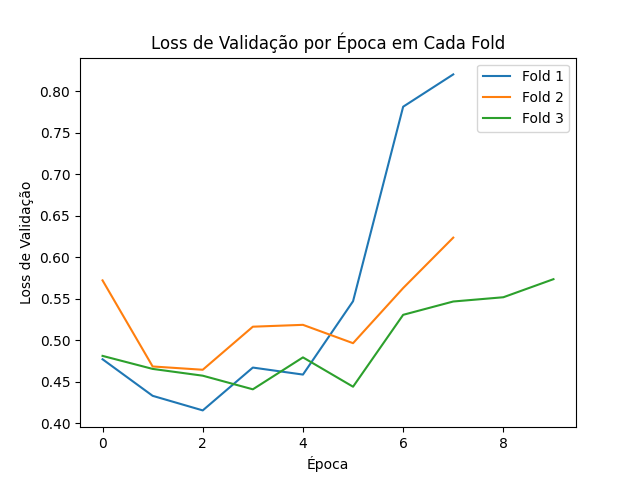 Loss de Validação por Época em Cada Fold
Fold 1
Fold 2
Fold 3
0.80
0.75
0.70
0.65
0.60
0.55
0.50
0.45
0.40
Loss de Validação
0 2 4 6 8
Época